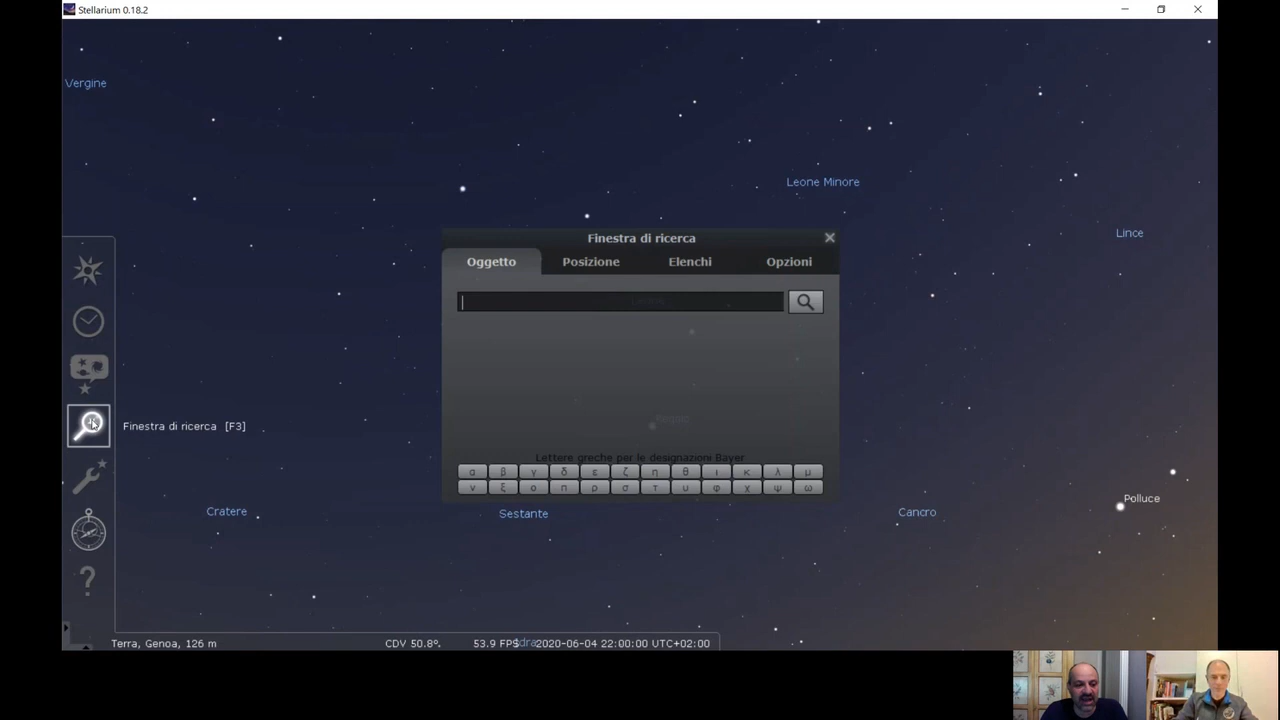 Stellarium 0.18.2
Vergine
Leone Minore
Lince
Finestra di ricerca
Oggetto Posizione Elenchi Opzioni
Leone
Finestra di ricerca [F3]
Regolo
Lettere greche per le designazioni Bayer
α β γ δ ε ζ η θ ι κ λ μ
ν ξ ο π ρ σ τ υ φ χ ψ ω
Polluce
Cratere
Sestante
Cancro
Terra, Genoa, 126 m CDV 50.8°. 53.9 FPS 2020-06-04 22:00:00 UTC+02:00